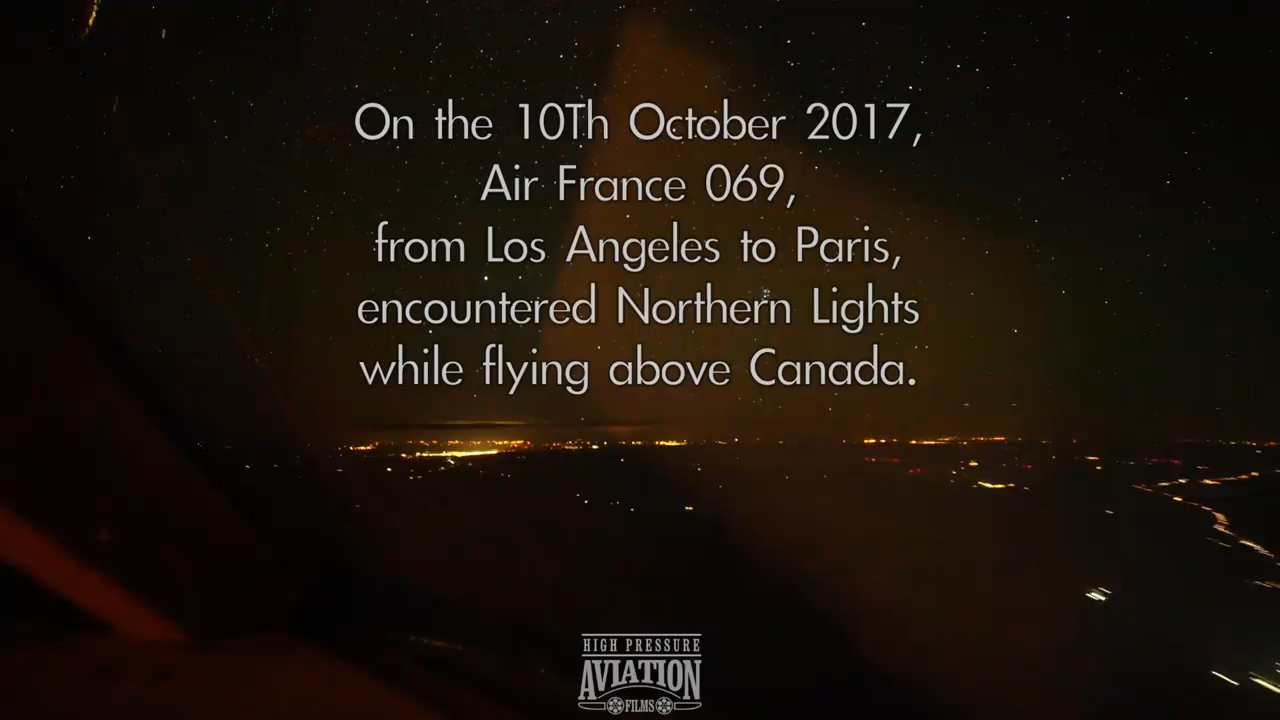 On the 10Th October 2017,
Air France 069,
from Los Angeles to Paris,
encountered Northern Lights
while flying above Canada.
HIGH PRESSURE
AVIATION
FILMS